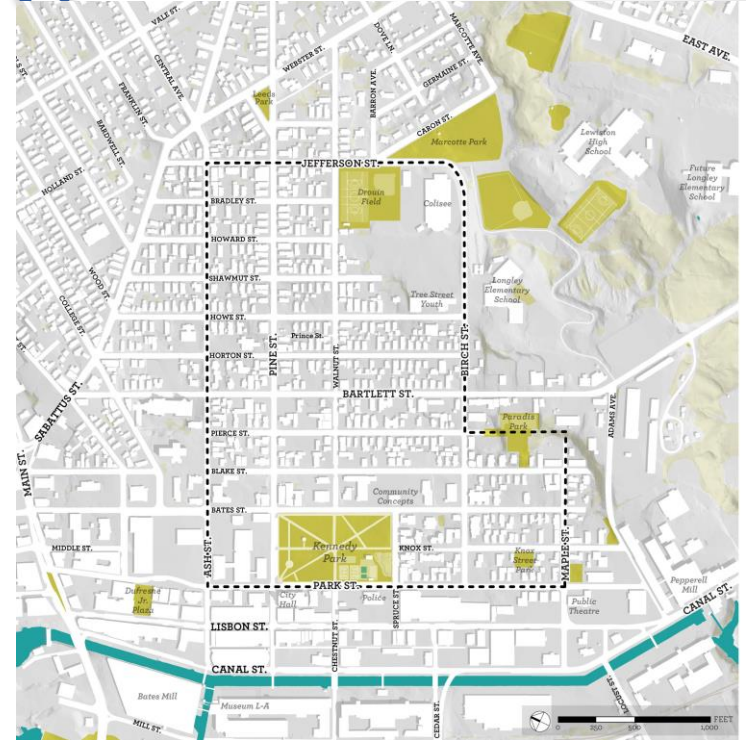 VALE ST.
CENTRAL AVE.
WEBSTER ST.
DOVE LN.
MARCOTTE AVE.
EAST AVE.
FRANKLIN ST.
BARRON AVE.
GERMAINE ST.
Leeds
Park
CARON ST.
Marcotte Park
Lewiston
High
School
BARDWELL ST.
HOLLAND ST.
JEFFERSON ST.
Future
Longley
Elementary
School
BRADLEY ST.
Drouin
Field
Colisee
HOWARD ST.
WOOD ST.
SHAWMUT ST.
Tree Street
Youth
Longley
Elementary
School
COLLEGE ST.
HOWE ST.
PINE ST.
Prince St.
WALNUT ST.
BIRCH ST.
HORTON ST.
SABATTUS ST.
BARTLETT ST.
ADAMS AVE.
PIERCE ST.
Paradis
Park
MAIN ST.
BLAKE ST.
Community
Concepts
BATES ST.
MIDDLE ST.
ASH ST.
Kennedy
Park
KNOX ST.
Knox
Street
Park
MAPLE ST.
PARK ST.
Dufresne
Jr.
Plaza
City
Hall
Police
SPRUCE ST.
Public
Theatre
Pepperell
Mill
CANAL ST.
LISBON ST.
CHESTNUT ST.
CANAL ST.
Bates Mill
Museum L-A
CEDAR ST.
LOCUST ST.
MILL ST.
0 250 500 1,000 FEET